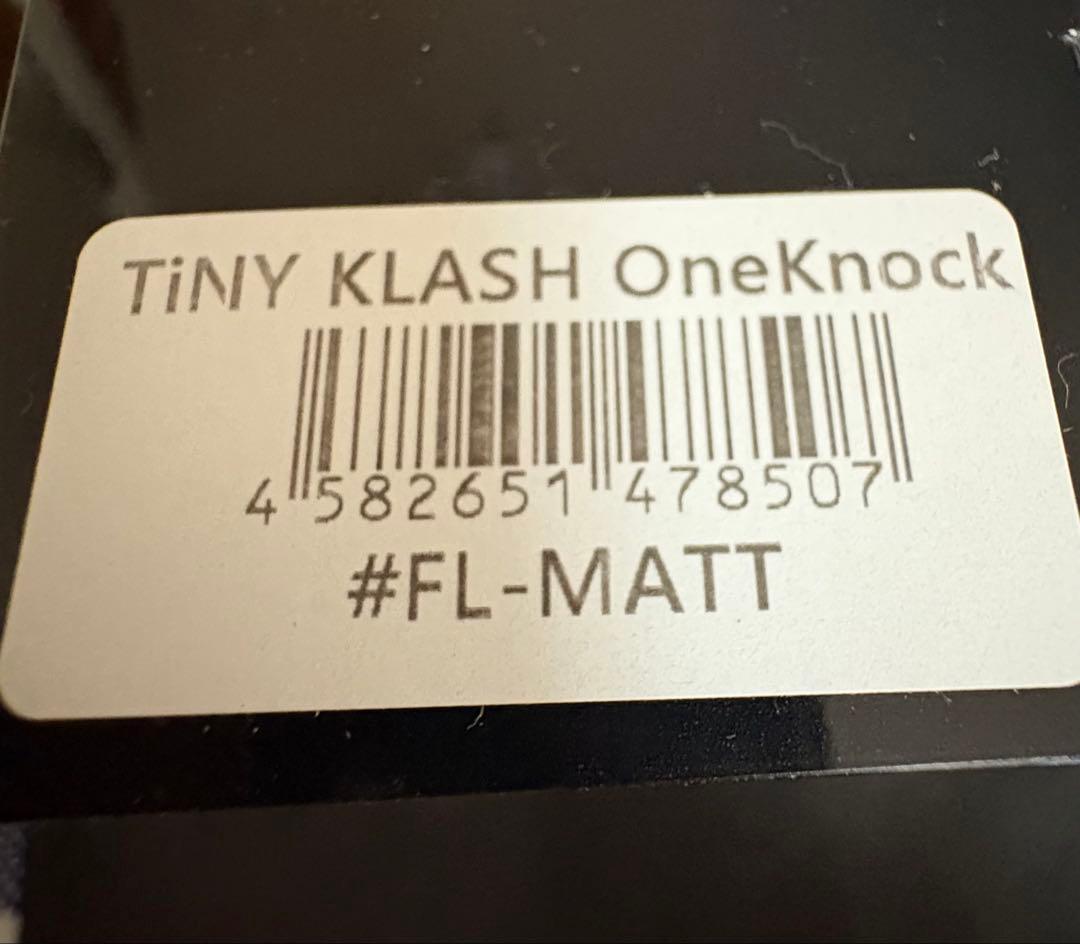 TiNY KLASH OneKnock
4 582651 478507
#FL-MATT